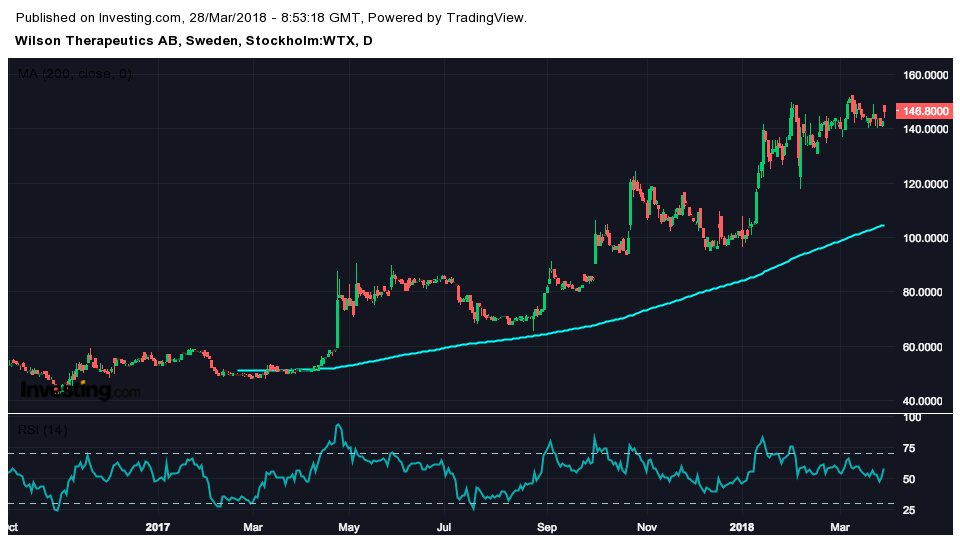 Published on Investing.com, 28/Mar/2018 - 8:53:18 GMT, Powered by TradingView.
Wilson Therapeutics AB, Sweden, Stockholm:WTX, D
MA (200, close, 0)
160.0000
146.8000
140.0000
120.0000
100.0000
80.0000
60.0000
40.0000
Investing.com
RSI (14)
100
75
50
25
Oct 2017 Mar May Jul Sep Nov 2018 Mar